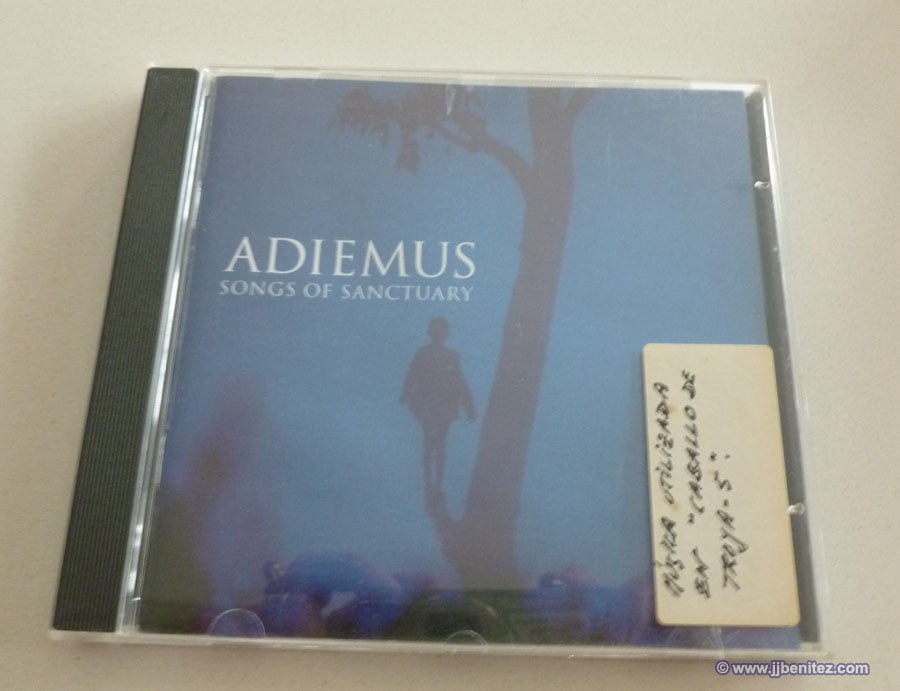 ADIEMUS
SONGS OF SANCTUARY
MÚSICA UTILIZADA
EN "CABALLO DE
TROYA-5".
© www.jjbenitez.com